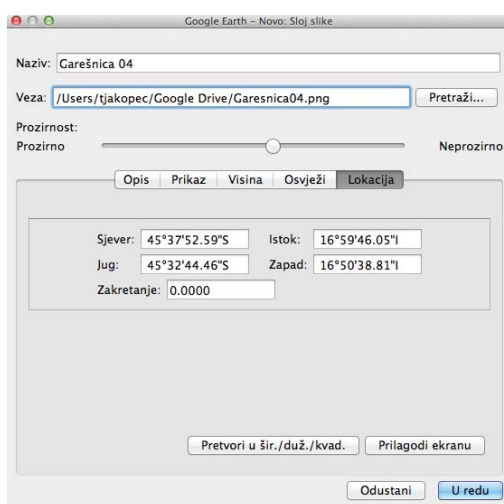 Google Earth – Novo: Sloj slike
Naziv: Garešnica 04
Veza: /Users/tjakopec/Google Drive/Garesnica04.png Pretraži...
Prozirnost:
Prozirno Neprozirno
Opis Prikaz Visina Osvježi Lokacija
Sjever: 45°37'52.59"S Istok: 16°59'46.05"I
Jug: 45°32'44.46"S Zapad: 16°50'38.81"I
Zakretanje: 0.0000
Pretvori u šir./duž./kvad. Prilagodi ekranu
Odustani U redu